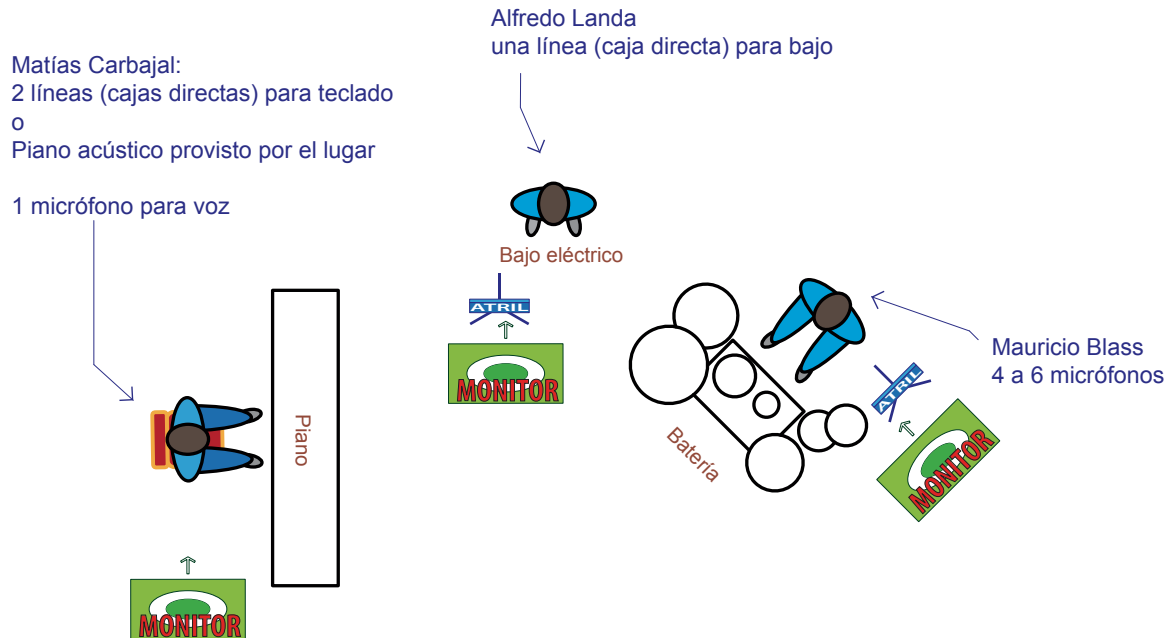 Alfredo Landa
una línea (caja directa) para bajo
Matías Carbajal:
2 líneas (cajas directas) para teclado
o
Piano acústico provisto por el lugar
1 micrófono para voz
Bajo eléctrico
ATRIL
MONITOR
Mauricio Blass
4 a 6 micrófonos
ATRIL
MONITOR
Batería
Piano
MONITOR